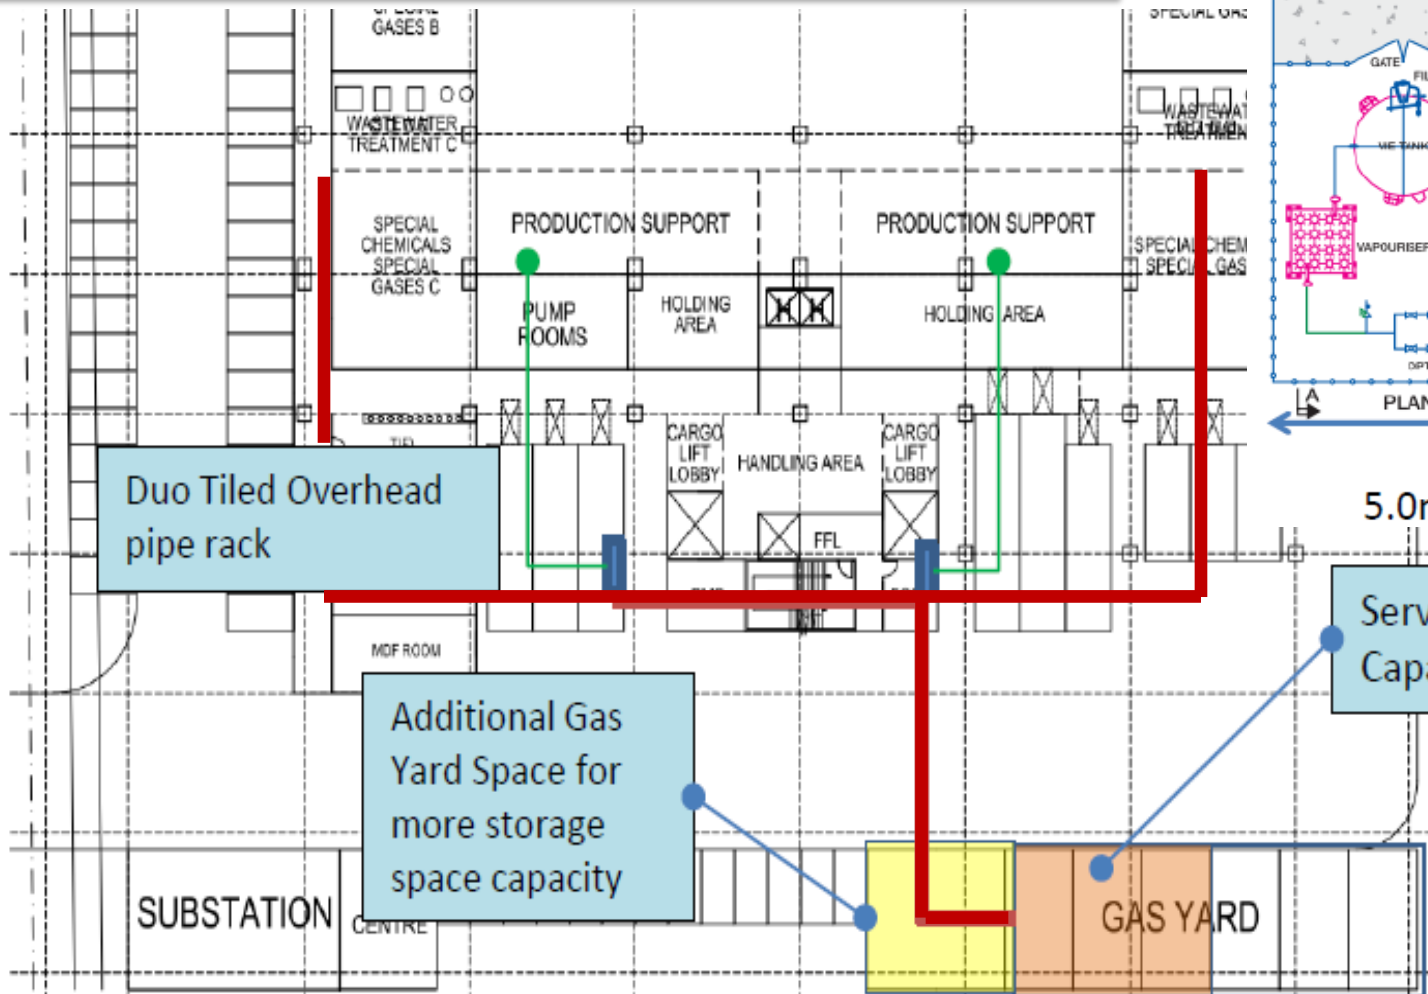 GASES B
SPECIAL GAS
GATE
WASTEWATER
TREATMENT C
WASTEWAT
TREATMEN
VIE TANK
SPECIAL
CHEMICALS
SPECIAL
GASES C
PRODUCTION SUPPORT
PRODUCTION SUPPORT
SPECIAL CHEM
SPECIAL GAS
VAPOURISER
PUMP
ROOMS
HOLDING
AREA
HOLDING AREA
A
PLAN
CARGO
LIFT
LOBBY
HANDLING AREA
CARGO
LIFT
LOBBY
Duo Tiled Overhead
pipe rack
5.0m
FFL
Serv
Capa
MDF ROOM
Additional Gas
Yard Space for
more storage
space capacity
SUBSTATION
CENTRE
GAS YARD